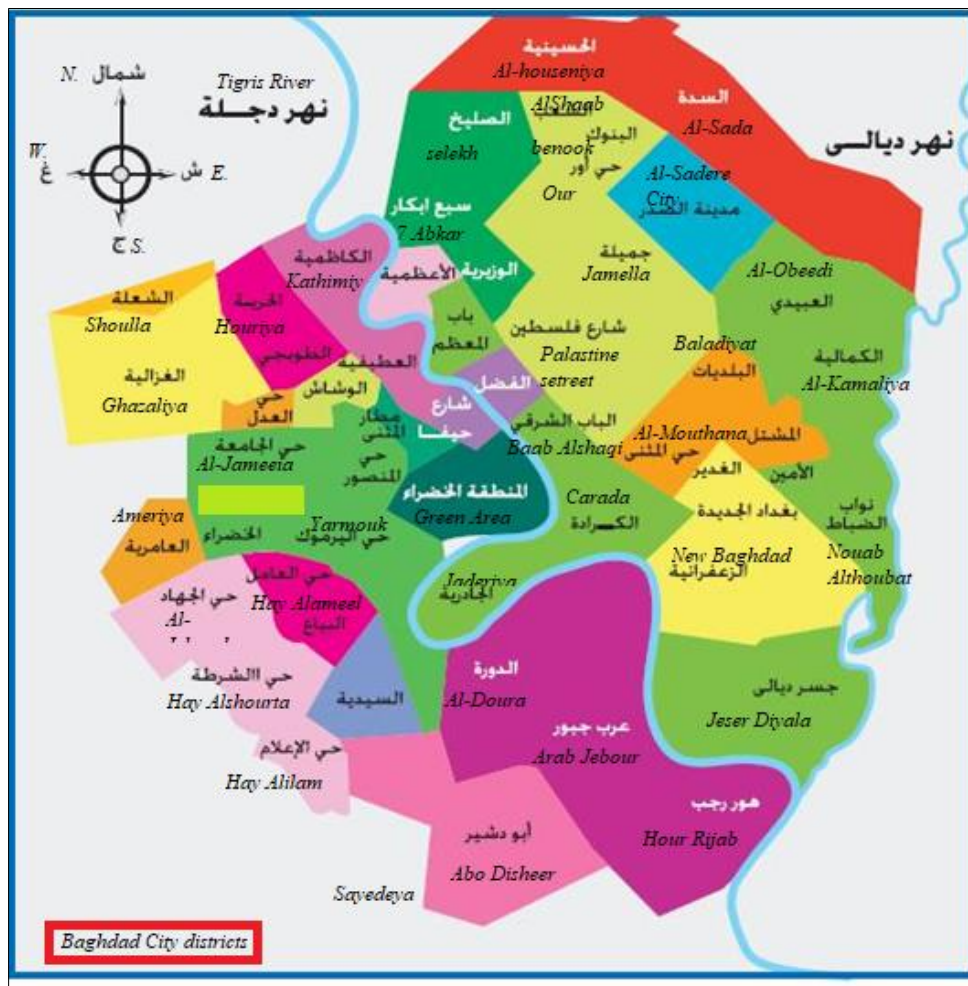 N. شمال
Tigris River
نهر دجلة
W.
غ
ش E.
ج S.
نهر ديالى
الحسينية
Al-houseniya
السدة
Al-Sada
الصليخ
selekh
AlShaab
الشعب
البنوك
benook
حي أور
Our
Al-Sadere
City
مدينة الصدر
سبع ابكار
7 Abkar
الكاظمية
Kathimiy
الأعظمية
الوزيرية
جميلة
Jamella
Al-Obeedi
العبيدي
الشعلة
Shoulla
الحرية
Houriya
الطوبجي
باب
المعظم
شارع فلسطين
Palastine
setreet
Baladiyat
البلديات
الكمالية
Al-Kamaliya
الغزالية
Ghazaliya
العطيفية
الوشاش
حي
العدل
الفضل
شارع
حيفا
مطار
المثنى
الباب الشرقي
Baab Alshaqi
Al-Mouthana
حي المثنى
المشتل
حي الجامعة
Al-Jameeia
حي
المنصور
المنطقة الخضراء
Green Area
الغدير
الأمين
Carada
الكرادة
بغداد الجديدة
نواب
الضباط
Ameriya
العامرية
الخضراء
Yarmouk
حي اليرموك
New Baghdad
الزعفرانية
Nouab
Althoubat
حي العامل
Hay Alameel
البياع
حي الجهاد
Al-
Jaderiya
الجادرية
حي االشرطة
Hay Alshourta
السيدية
الدورة
Al-Doura
جسر ديالى
Jeser Diyala
حي الإعلام
Hay Alilam
عرب جبور
Arab Jebour
هور رجب
Hour Rijab
أبو دشير
Abo Disheer
Sayedeya
Baghdad City districts